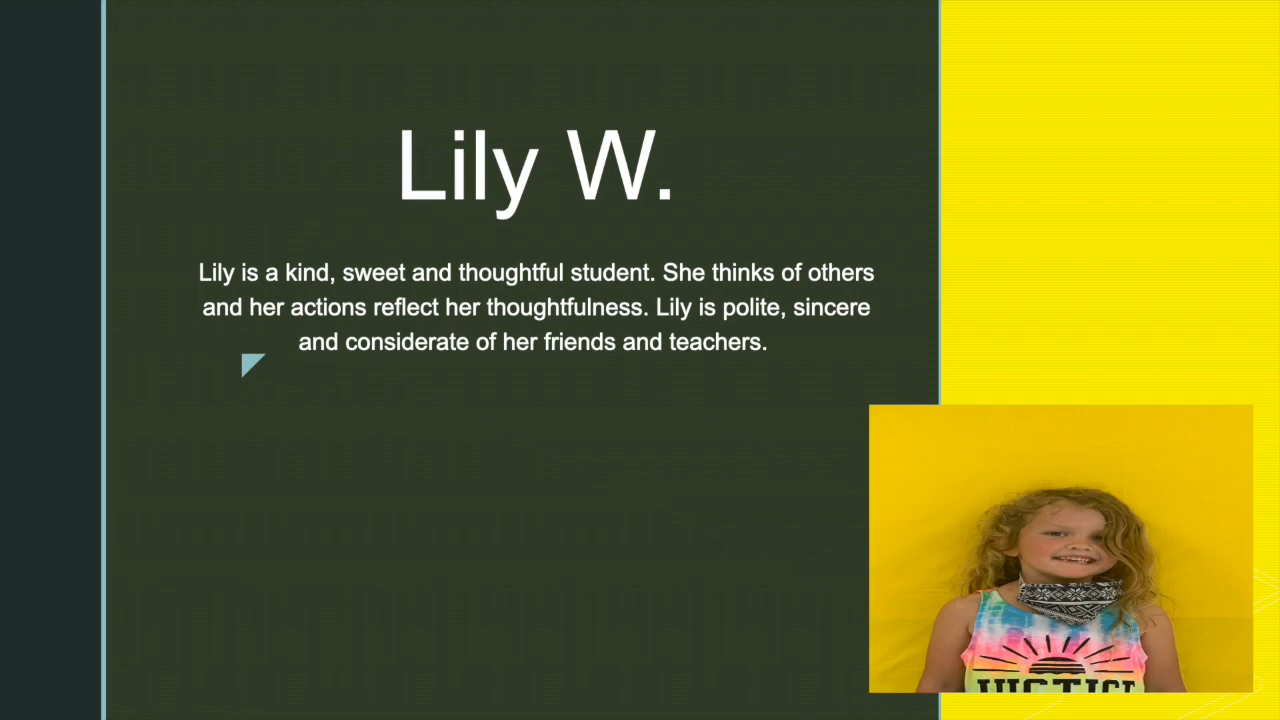 Lily W.
Lily is a kind, sweet and thoughtful student. She thinks of others
and her actions reflect her thoughtfulness. Lily is polite, sincere
and considerate of her friends and teachers.